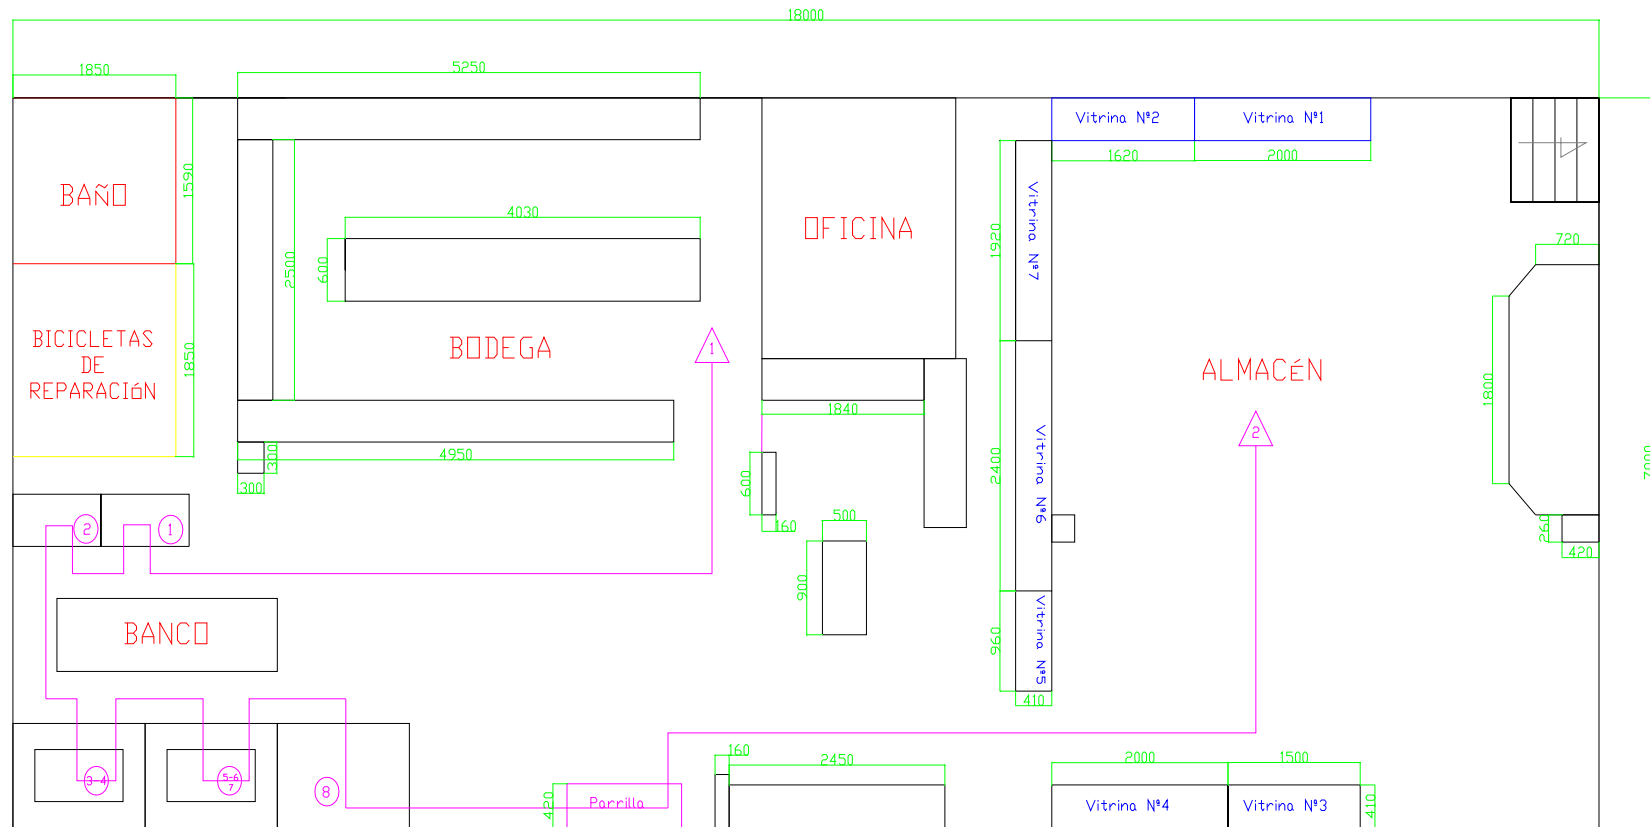 18000
1850
5250
Vitrina Nº2
Vitrina Nº1
1620
2000
1590
BAÑO
4030
Vitrina Nº7
1920
OFICINA
720
2500
600
BICICLETAS
DE
REPARACIÓN
1850
BODEGA
1
ALMACÉN
1800
1840
2
4950
300
300
600
160
500
2400
Vitrina Nº6
7000
260
420
2
1
900
BANCO
960
Vitrina Nº5
410
160
2450
2000
1500
3-4
5-6
7
8
420
Parrilla
Vitrina Nº4
Vitrina Nº3
410